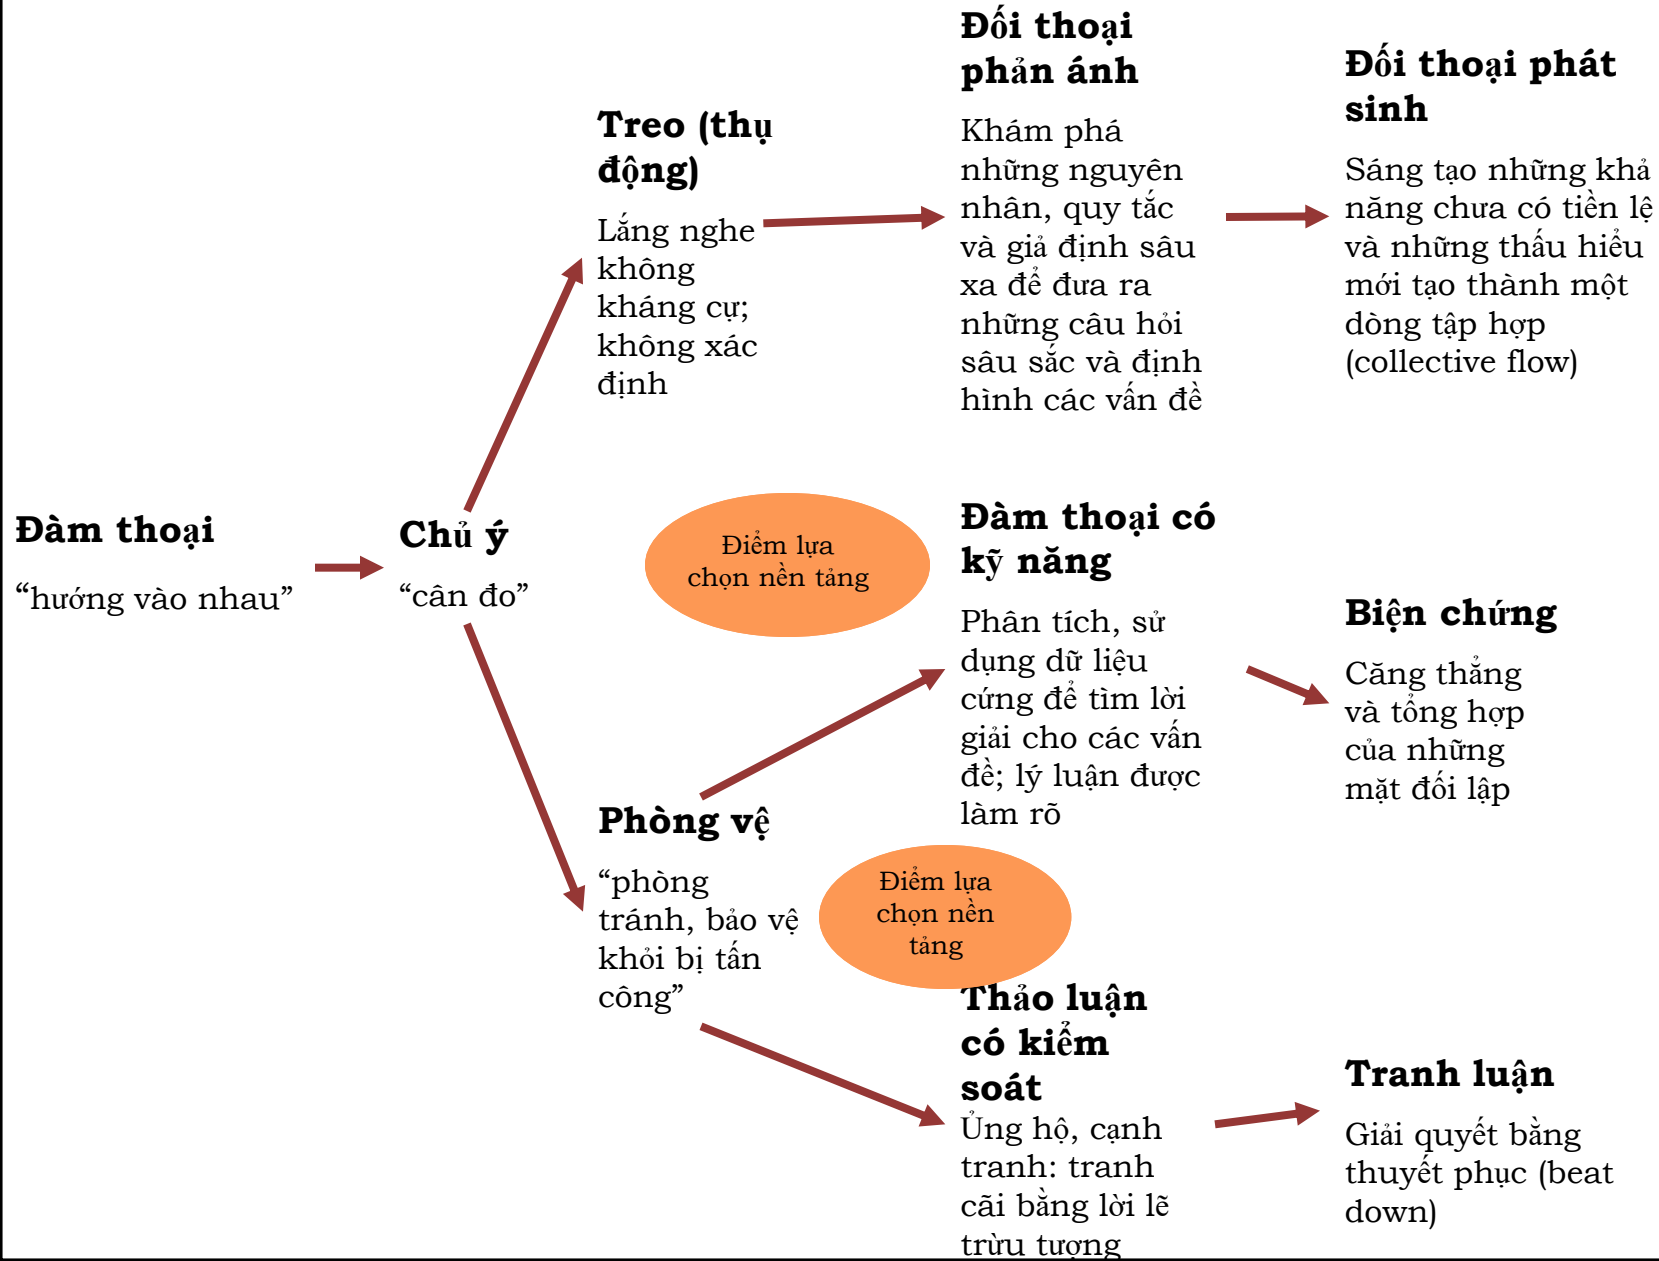 Đàm thoại
“hướng vào nhau”
Chủ ý
“cân đo”
Treo (thụ
động)
Lắng nghe
không
kháng cự;
không xác
định
Đối thoại
phản ánh
Khám phá
những nguyên
nhân, quy tắc
và giả định sâu
xa để đưa ra
những câu hỏi
sâu sắc và định
hình các vấn đề
Đối thoại phát
sinh
Sáng tạo những khả
năng chưa có tiền lệ
và những thấu hiểu
mới tạo thành một
dòng tập hợp
(collective flow)
Điểm lựa
chọn nền tảng
Phòng vệ
“phòng
tránh, bảo vệ
khỏi bị tấn
công”
Đàm thoại có
kỹ năng
Phân tích, sử
dụng dữ liệu
cứng để tìm lời
giải cho các vấn
đề; lý luận được
làm rõ
Biện chứng
Căng thẳng
và tổng hợp
của những
mặt đối lập
Điểm lựa
chọn nền
tảng
Thảo luận
có kiểm
soát
Ủng hộ, cạnh
tranh: tranh
cãi bằng lời lẽ
trừu tượng
Tranh luận
Giải quyết bằng
thuyết phục (beat
down)